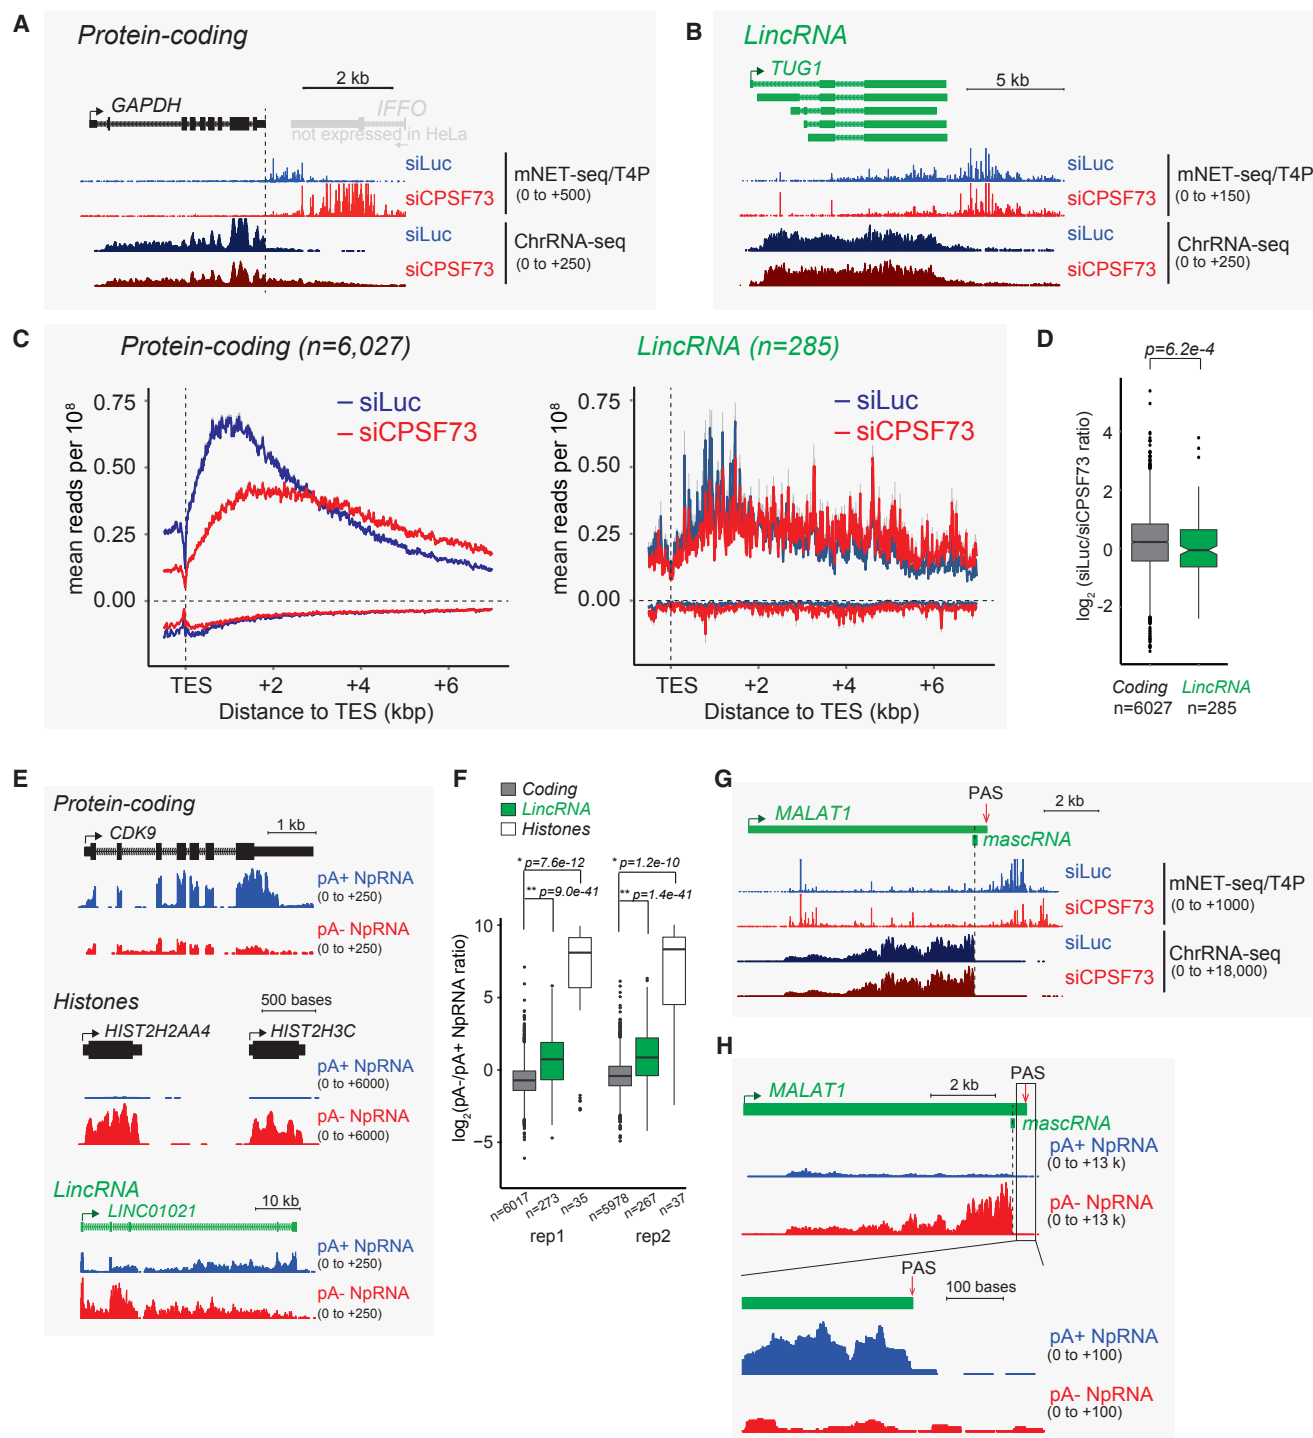 A
Protein-coding
2 kb
GAPDH
IFFO
not expressed in HeLa
siLuc
siCPSF73
mNET-seq/T4P
(0 to +500)
siLuc
siCPSF73
ChrRNA-seq
(0 to +250)
B
LincRNA
TUG1
5 kb
siLuc
siCPSF73
mNET-seq/T4P
(0 to +150)
siLuc
siCPSF73
ChrRNA-seq
(0 to +250)
C
Protein-coding (n=6,027)
mean reads per 10⁸
0.75
0.50
0.25
0.00
siLuc
siCPSF73
TES +2 +4 +6
Distance to TES (kbp)
LincRNA (n=285)
mean reads per 10⁸
0.75
0.50
0.25
0.00
siLuc
siCPSF73
TES +2 +4 +6
Distance to TES (kbp)
D
p=6.2e-4
log₂ (siLuc/siCPSF73 ratio)
4
2
0
-2
Coding LincRNA
n=6027 n=285
E
Protein-coding
1 kb
CDK9
pA+ NpRNA
(0 to +250)
pA- NpRNA
(0 to +250)
Histones
500 bases
HIST2H2AA4 HIST2H3C
pA+ NpRNA
(0 to +6000)
pA- NpRNA
(0 to +6000)
LincRNA
LINC01021
10 kb
pA+ NpRNA
(0 to +250)
pA- NpRNA
(0 to +250)
F
Coding
LincRNA
Histones
* p=7.6e-12
** p=9.0e-41
* p=1.2e-10
** p=1.4e-41
log₂(pA-/pA+ NpRNA ratio)
10
5
0
−5
n=6017 n=273 n=35 n=5978 n=267 n=37
rep1 rep2
G
PAS
2 kb
MALAT1
mascRNA
siLuc
siCPSF73
mNET-seq/T4P
(0 to +1000)
siLuc
siCPSF73
ChrRNA-seq
(0 to +18,000)
H
PAS
2 kb
MALAT1
mascRNA
pA+ NpRNA
(0 to +13 k)
pA- NpRNA
(0 to +13 k)
PAS
100 bases
pA+ NpRNA
(0 to +100)
pA- NpRNA
(0 to +100)